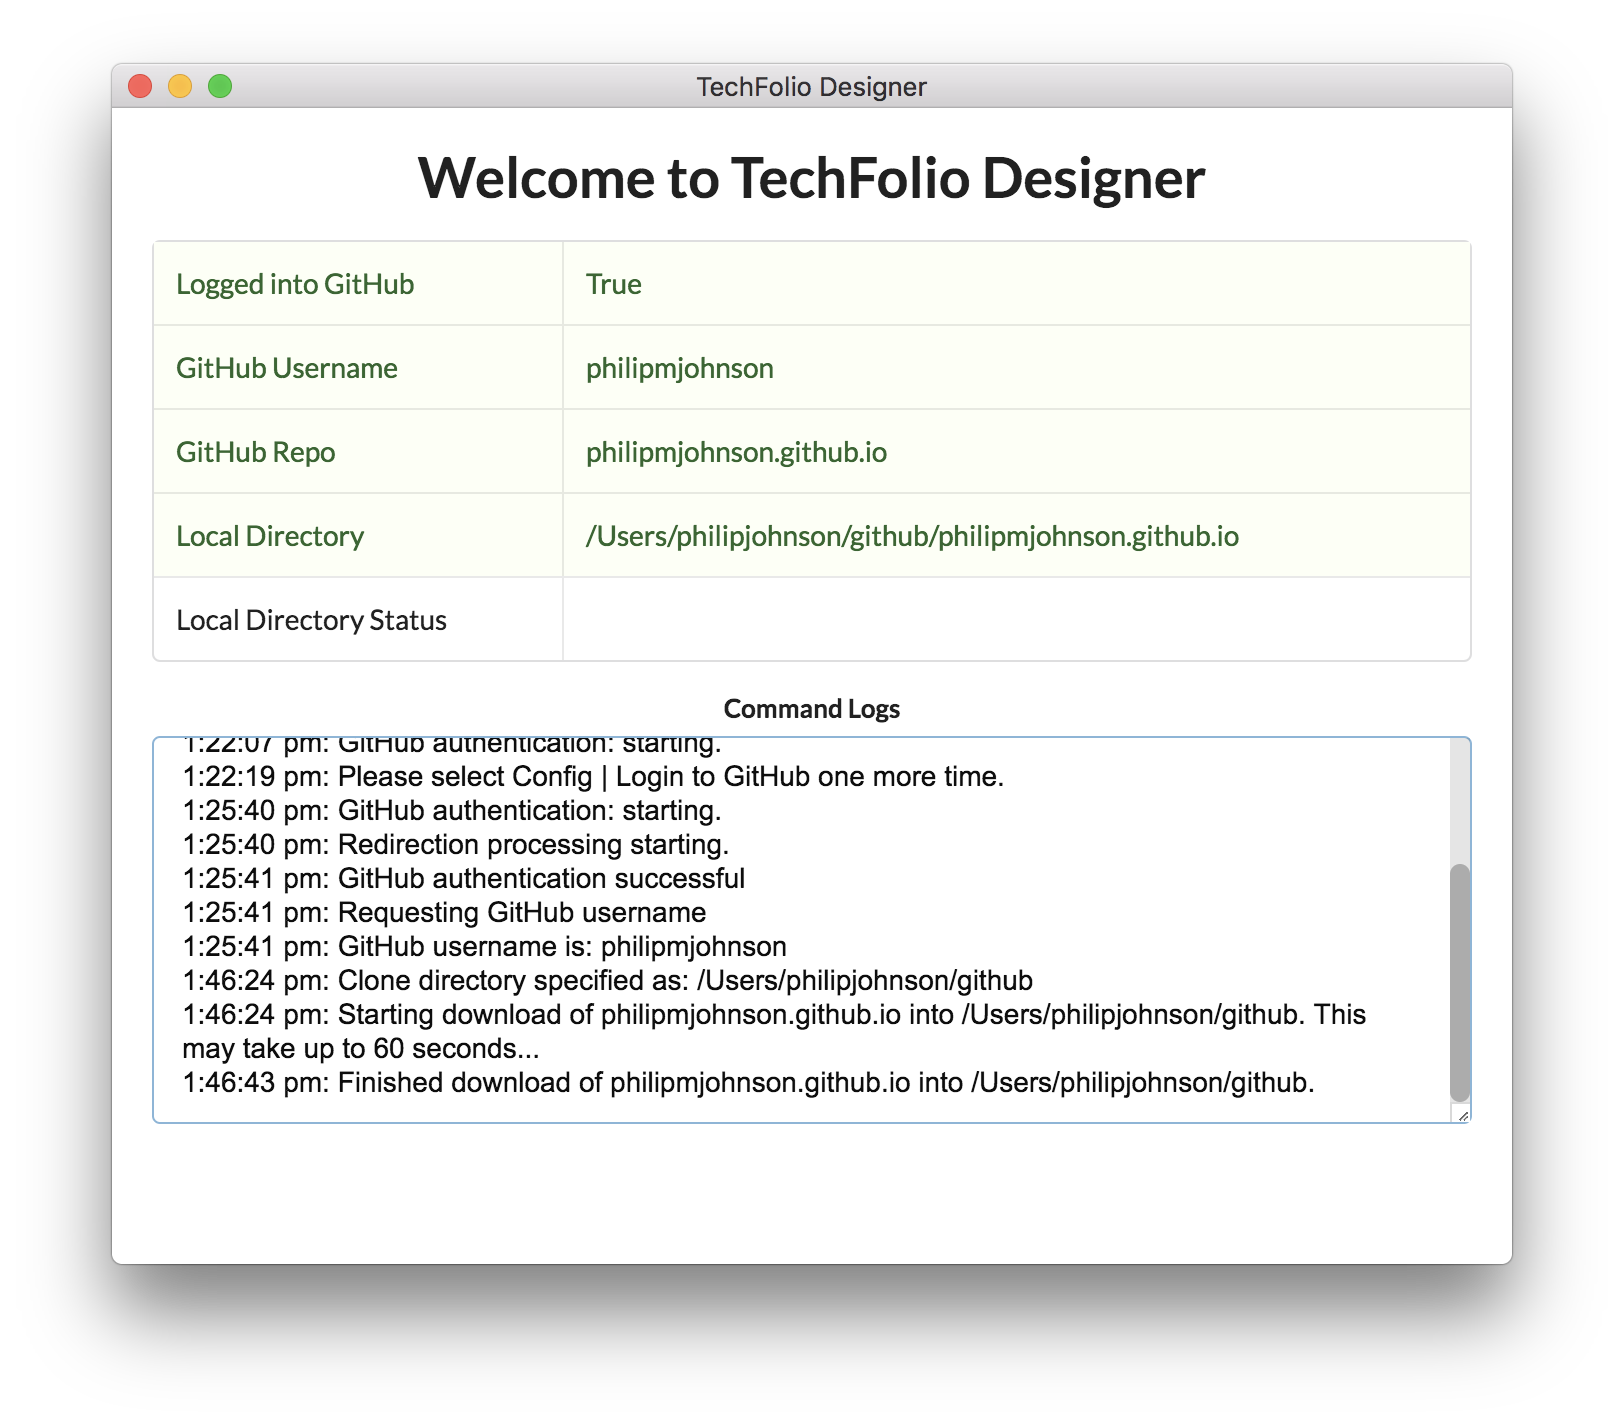 TechFolio Designer
Welcome to TechFolio Designer
Logged into GitHub True
GitHub Username philipmjohnson
GitHub Repo philipmjohnson.github.io
Local Directory /Users/philipjohnson/github/philipmjohnson.github.io
Local Directory Status
Command Logs
1:22:07 pm: GitHub authentication: starting.
1:22:19 pm: Please select Config | Login to GitHub one more time.
1:25:40 pm: GitHub authentication: starting.
1:25:40 pm: Redirection processing starting.
1:25:41 pm: GitHub authentication successful
1:25:41 pm: Requesting GitHub username
1:25:41 pm: GitHub username is: philipmjohnson
1:46:24 pm: Clone directory specified as: /Users/philipjohnson/github
1:46:24 pm: Starting download of philipmjohnson.github.io into /Users/philipjohnson/github. This
may take up to 60 seconds...
1:46:43 pm: Finished download of philipmjohnson.github.io into /Users/philipjohnson/github.